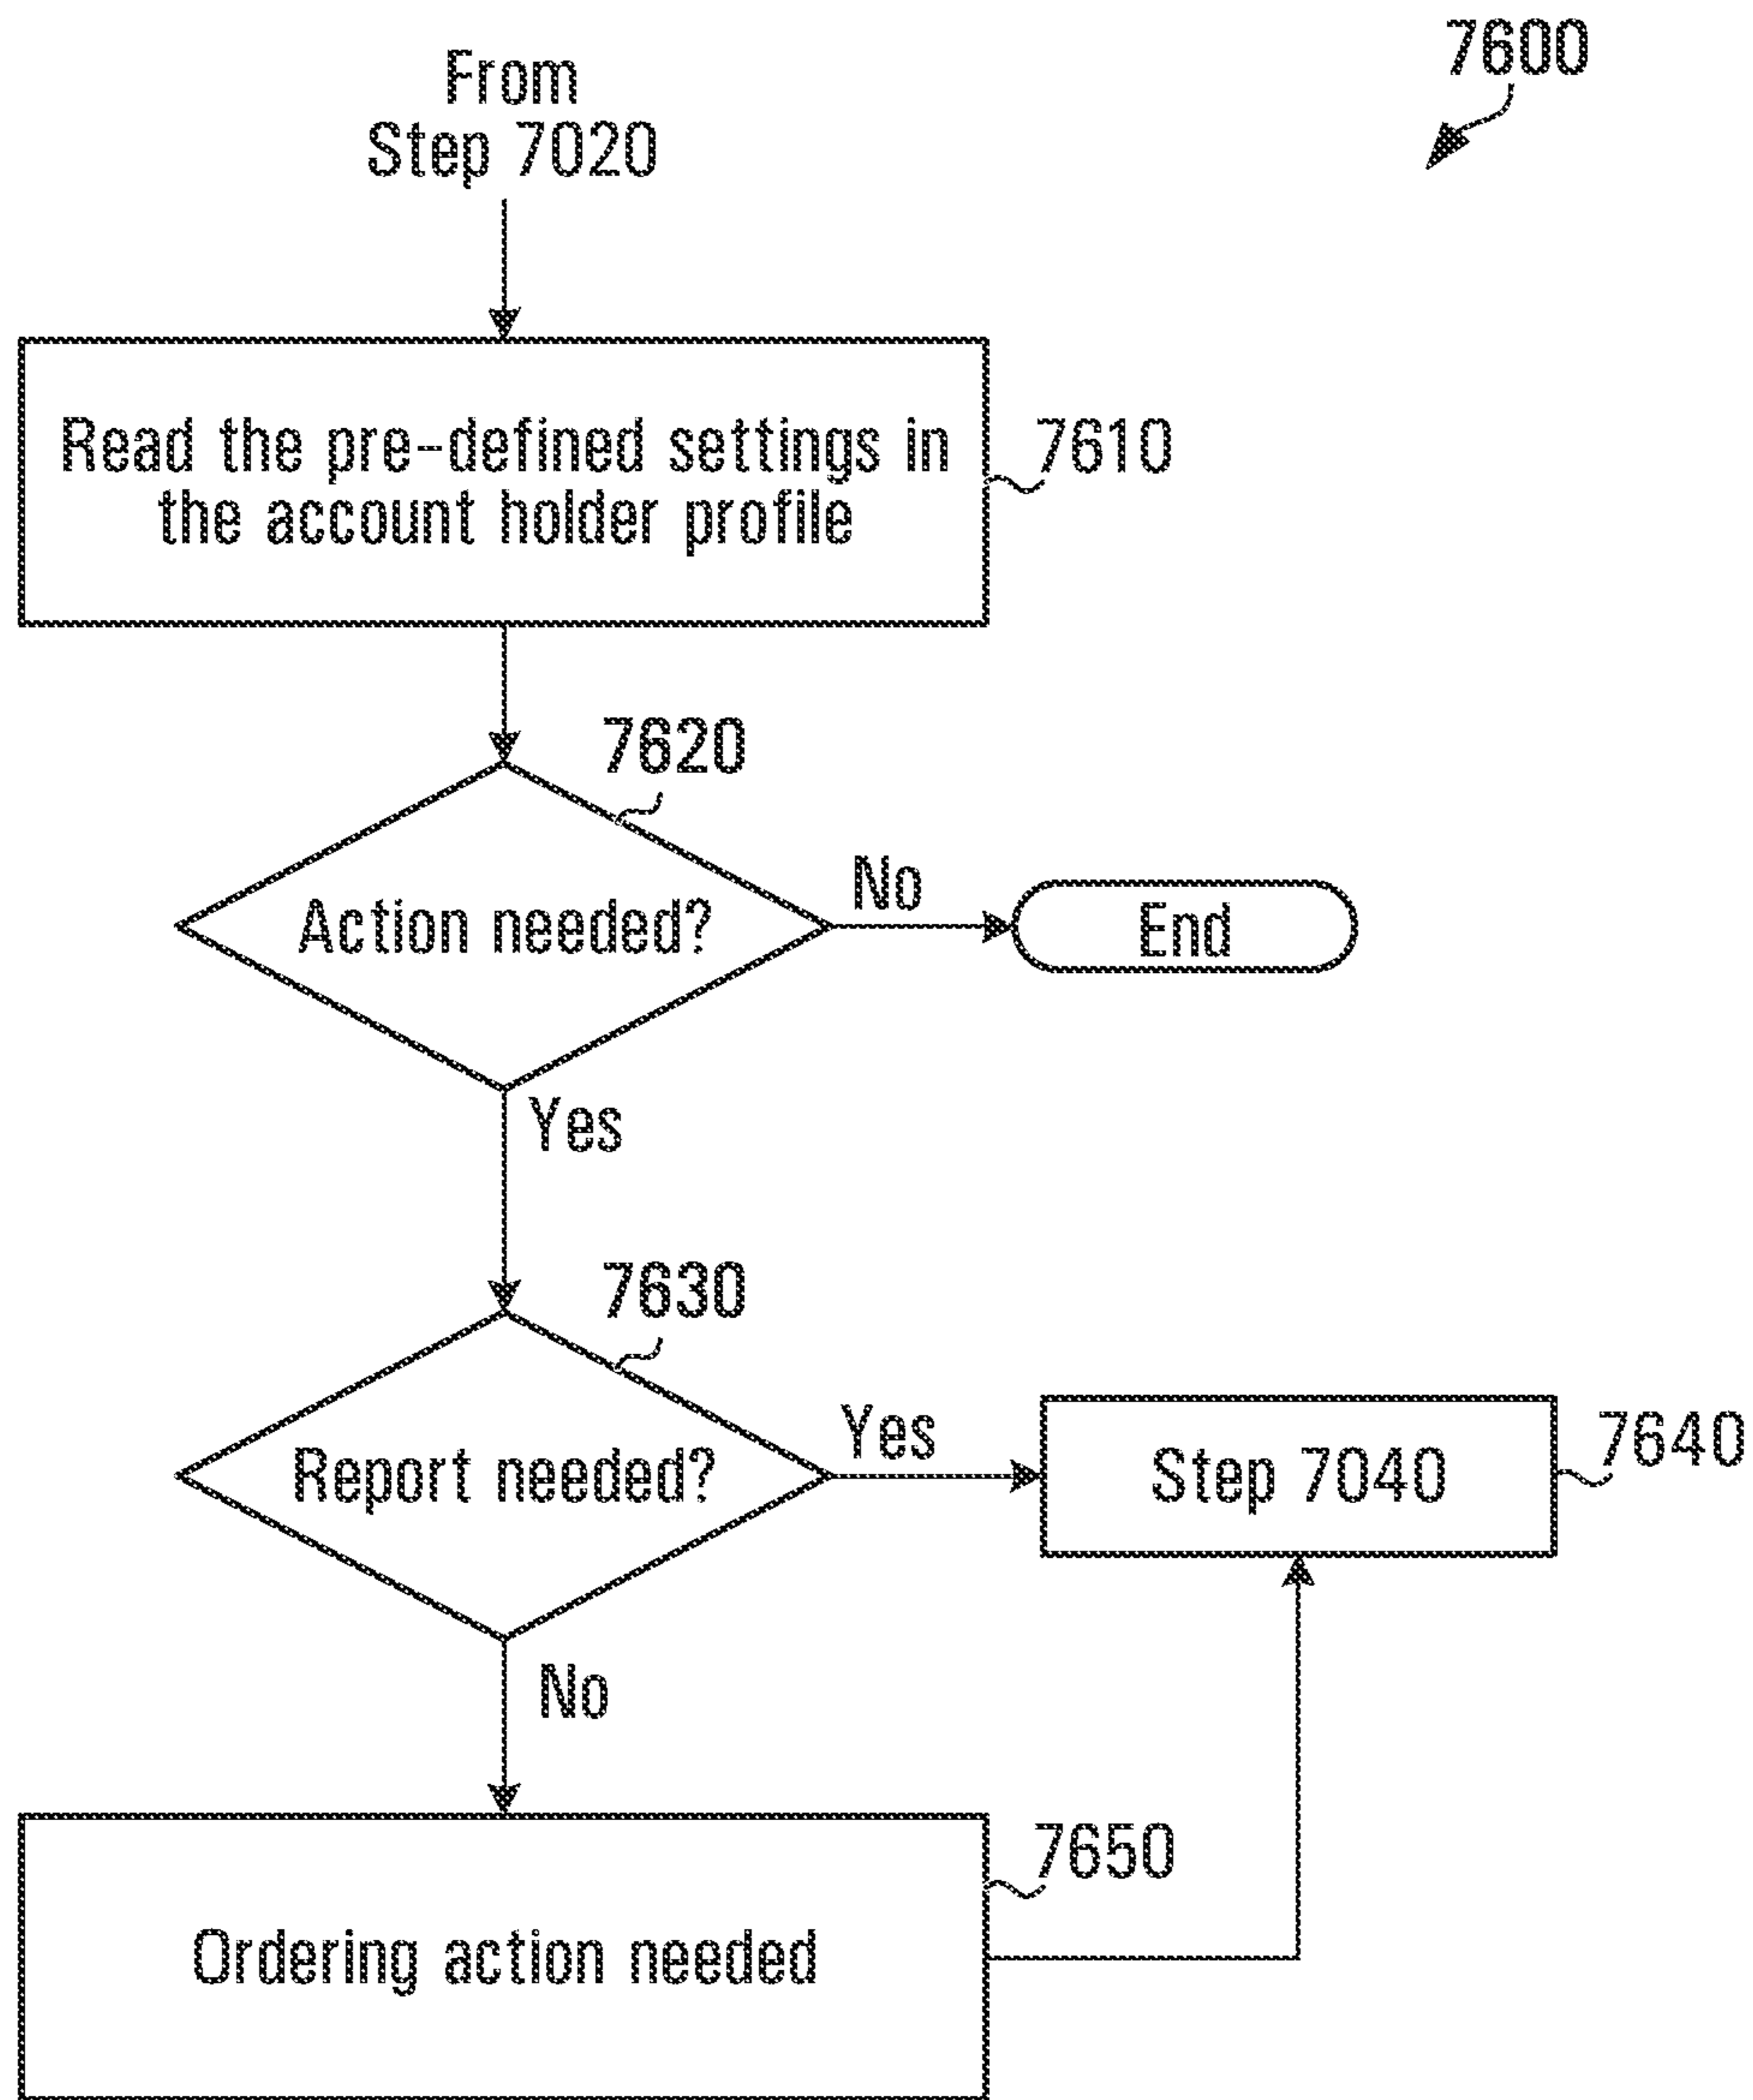 7600
From
Step 7020
Read the pre-defined settings in
the account holder profile
7610
7620
Action needed?
No
End
Yes
7630
Report needed?
Yes
Step 7040
7640
No
7650
Ordering action needed